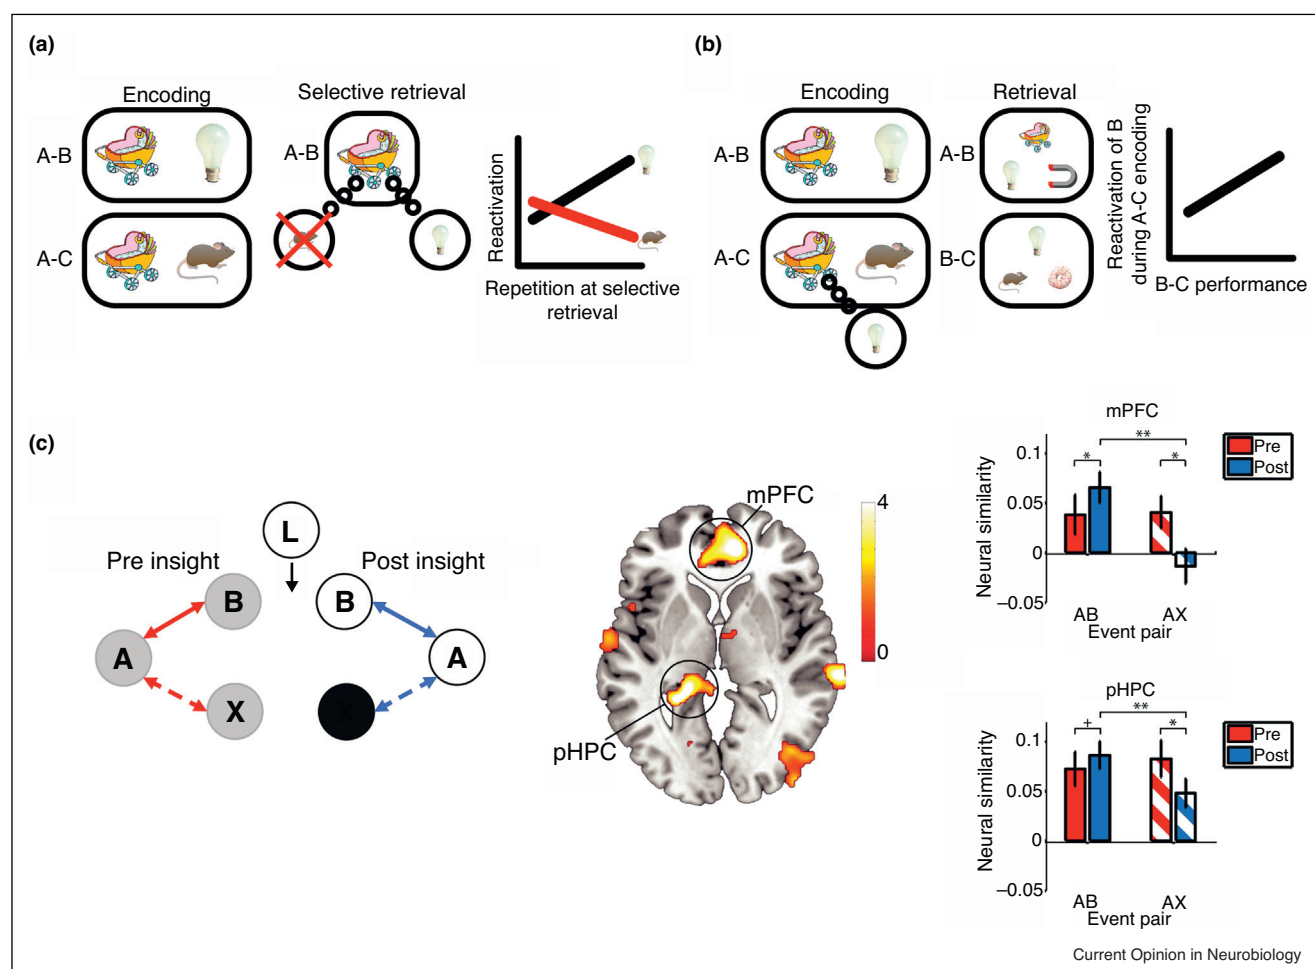 (a)
Encoding
Selective retrieval
A-B
A-B
A-C
Reactivation
Repetition at selective
retrieval
(b)
Encoding
Retrieval
A-B
A-B
A-C
B-C
Reactivation of B
during A-C encoding
B-C performance
(c)
Pre insight
L
Post insight
B
B
A
A
X
X
mPFC
pHPC
4
0
mPFC
Neural similarity
0.1
0.05
0
–0.05
*
**
*
Pre
Post
AB
AX
Event pair
pHPC
Neural similarity
0.1
0.05
0
–0.05
+
**
*
Pre
Post
AB
AX
Event pair
Current Opinion in Neurobiology